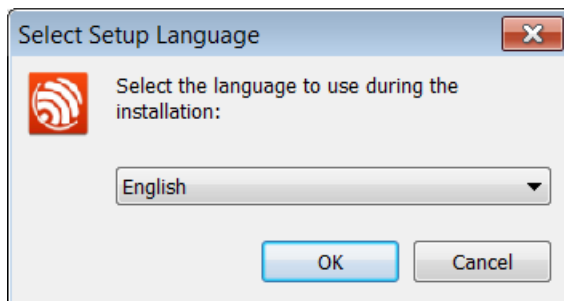 Select Setup Language
Select the language to use during the
installation:
English
OK
Cancel